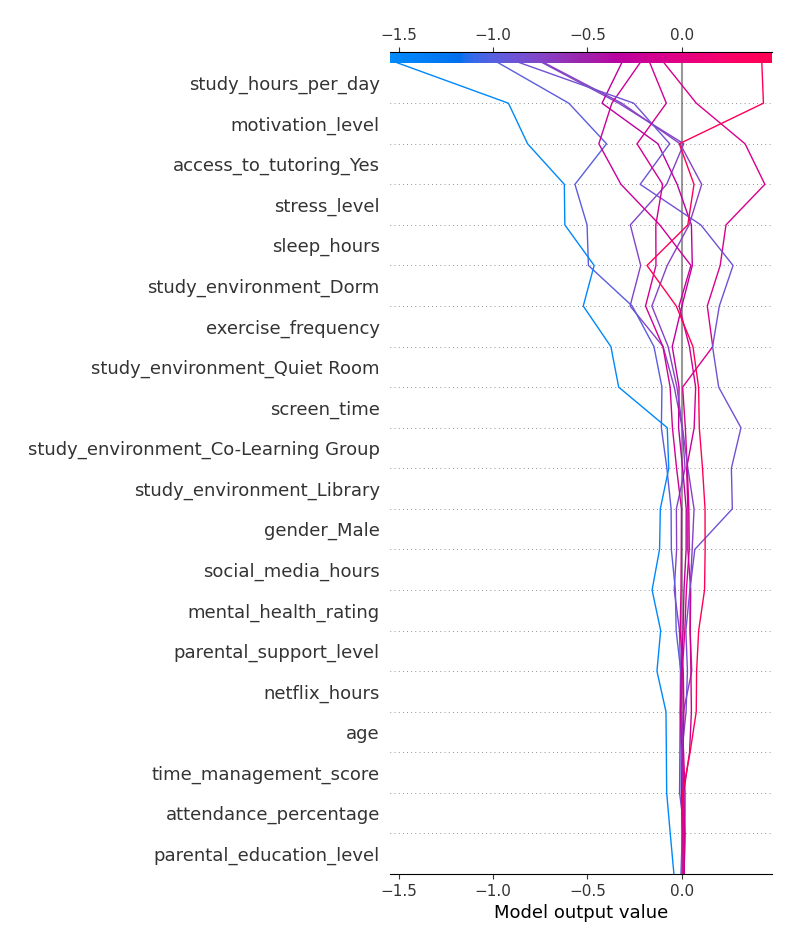 −1.5 −1.0 −0.5 0.0
study_hours_per_day
motivation_level
access_to_tutoring_Yes
stress_level
sleep_hours
study_environment_Dorm
exercise_frequency
study_environment_Quiet Room
screen_time
study_environment_Co-Learning Group
study_environment_Library
gender_Male
social_media_hours
mental_health_rating
parental_support_level
netflix_hours
age
time_management_score
attendance_percentage
parental_education_level
−1.5 −1.0 −0.5 0.0
Model output value